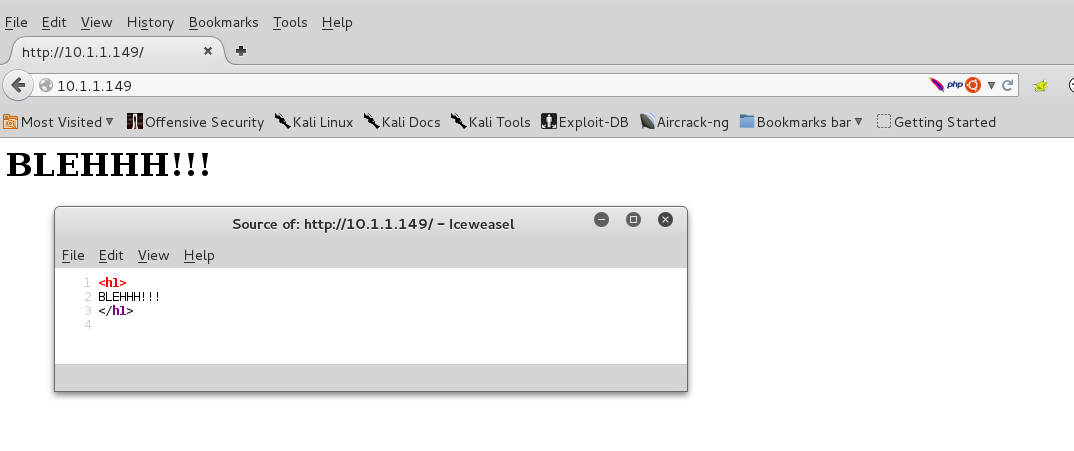 File Edit View History Bookmarks Tools Help
http://10.1.1.149/
10.1.1.149 php
Most Visited Offensive Security Kali Linux Kali Docs Kali Tools Exploit-DB Aircrack-ng Bookmarks bar Getting Started
BLEHHH!!!
Source of: http://10.1.1.149/ - Iceweasel
File Edit View Help
1 <h1>
2 BLEHHH!!!
3 </h1>
4